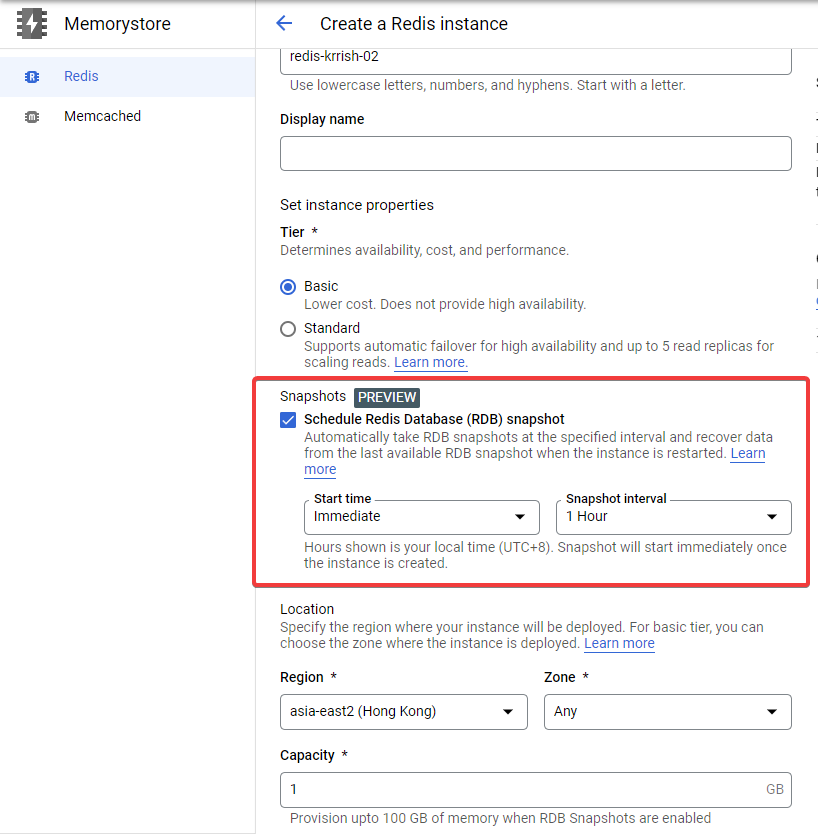 Memorystore
Create a Redis instance
Redis
Memcached
redis-krrish-02
Use lowercase letters, numbers, and hyphens. Start with a letter.
Display name
Set instance properties
Tier *
Determines availability, cost, and performance.
Basic
Lower cost. Does not provide high availability.
Standard
Supports automatic failover for high availability and up to 5 read replicas for
scaling reads. Learn more.
Snapshots PREVIEW
Schedule Redis Database (RDB) snapshot
Automatically take RDB snapshots at the specified interval and recover data
from the last available RDB snapshot when the instance is restarted. Learn
more
Start time
Immediate
Snapshot interval
1 Hour
Hours shown is your local time (UTC+8). Snapshot will start immediately once
the instance is created.
Location
Specify the region where your instance will be deployed. For basic tier, you can
choose the zone where the instance is deployed. Learn more
Region *
asia-east2 (Hong Kong)
Zone *
Any
Capacity *
1 GB
Provision upto 100 GB of memory when RDB Snapshots are enabled